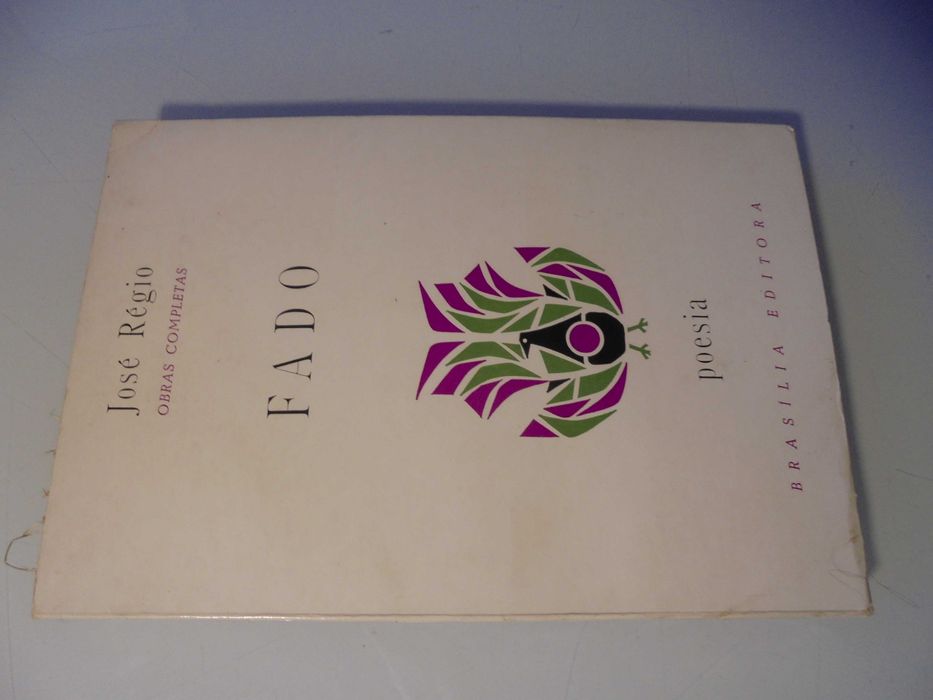 José Régio
OBRAS COMPLETAS
FADO
poesia
BRASÍLIA EDITORA